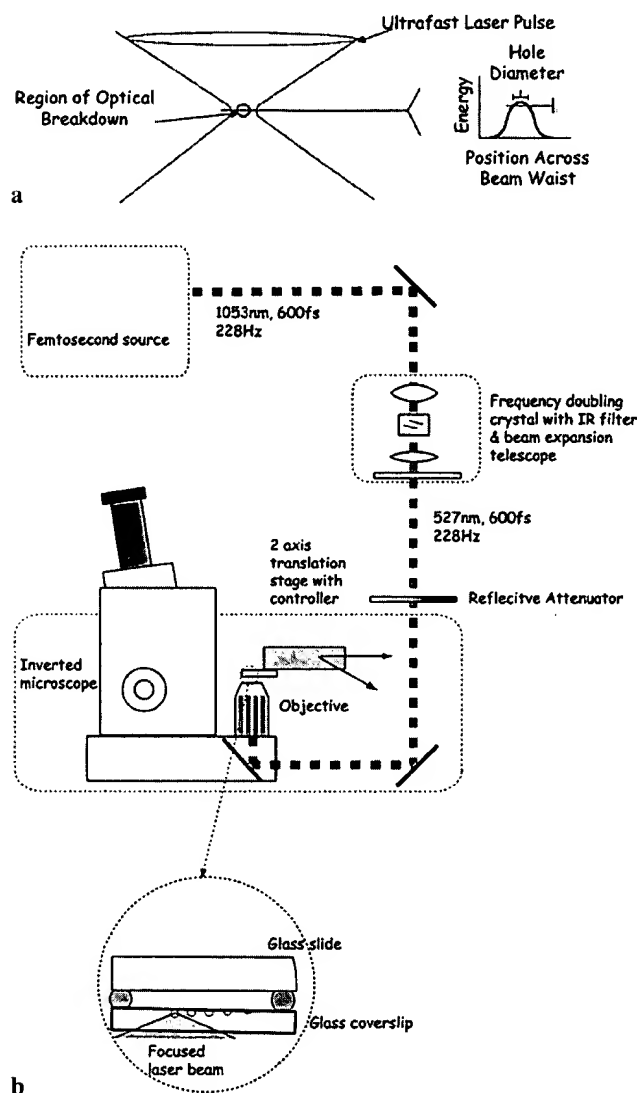 Ultrafast Laser Pulse
Hole
Diameter
Region of Optical
Breakdown
Energy
Position Across
Beam Waist
a
Femtosecond source
1053nm, 600fs
228Hz
Frequency doubling
crystal with IR filter
& beam expansion
telescope
527nm, 600fs
228Hz
2 axis
translation
stage with
controller
Reflecitve Attenuator
Inverted
microscope
Objective
Glass slide
Glass coverslip
Focused
laser beam
b